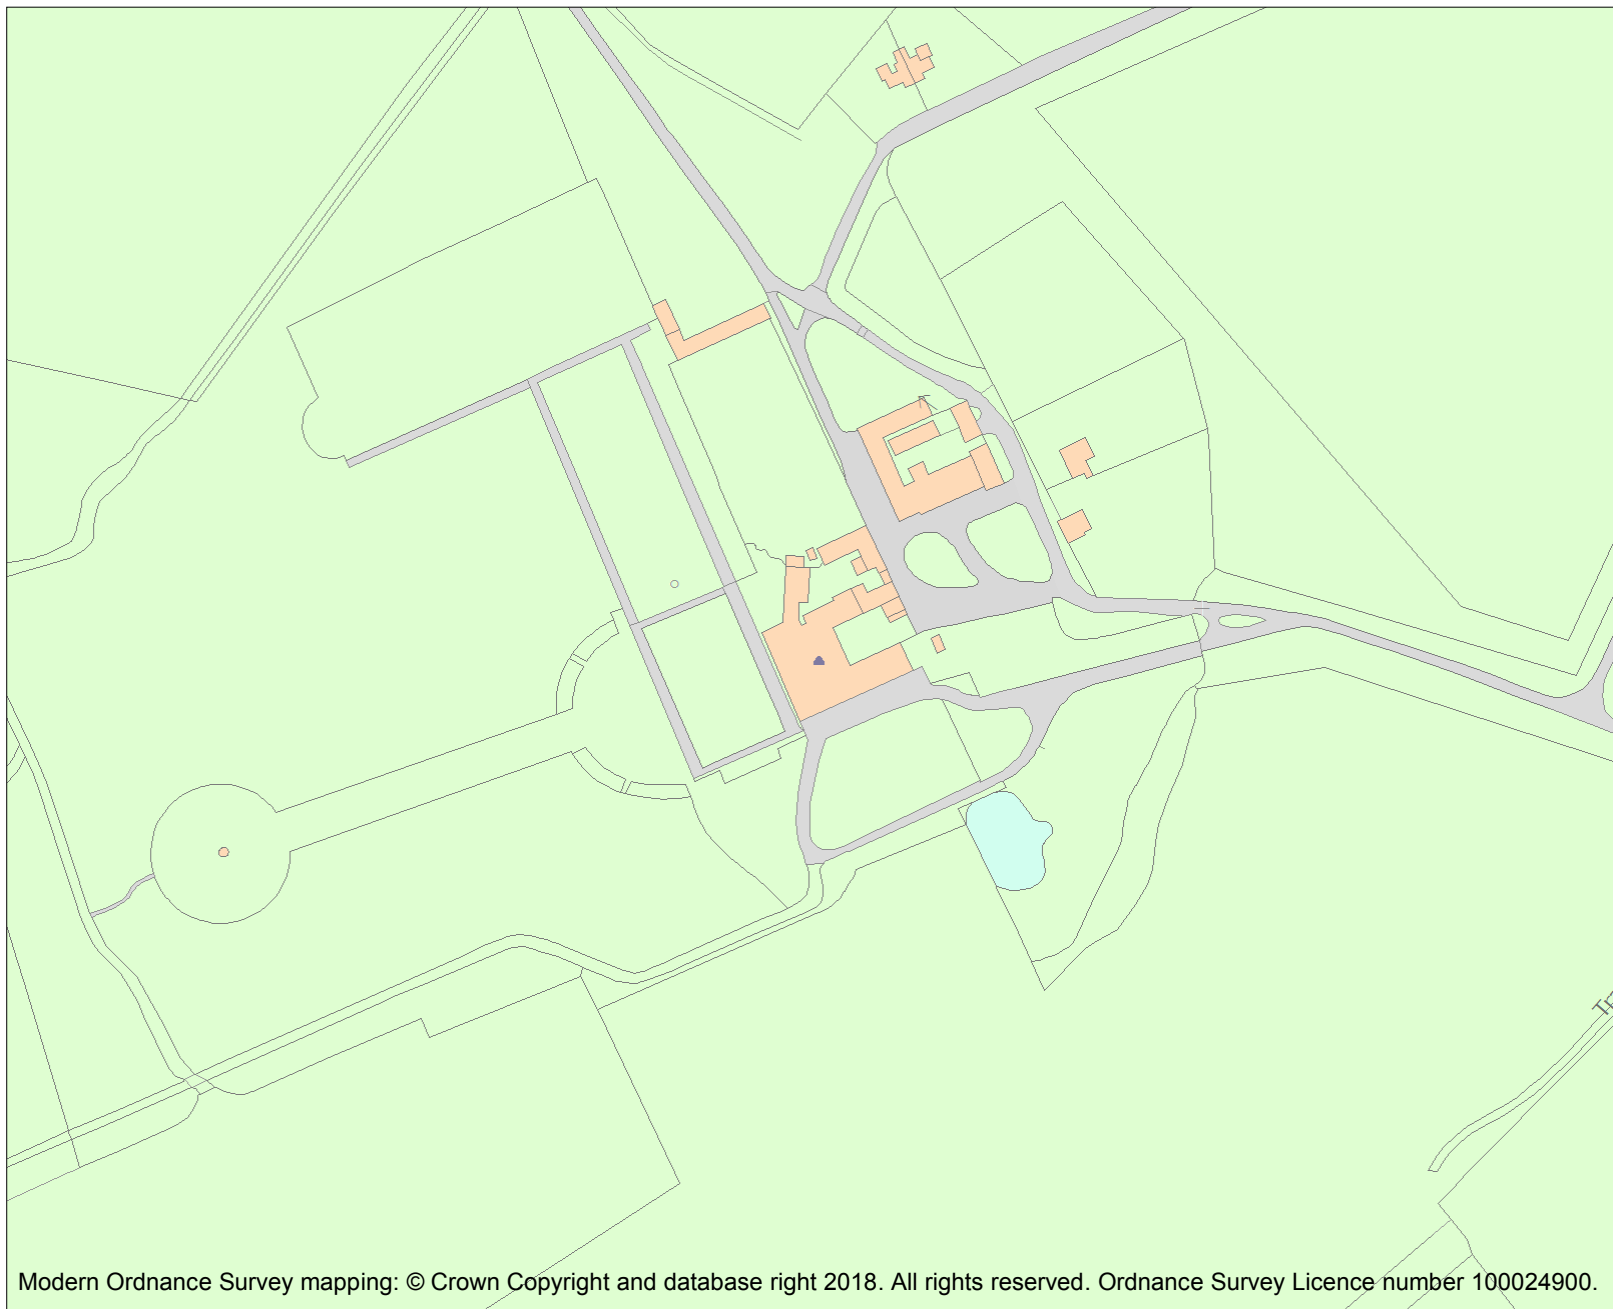 Modern Ordnance Survey mapping: © Crown Copyright and database right 2018. All rights reserved. Ordnance Survey Licence number 100024900.